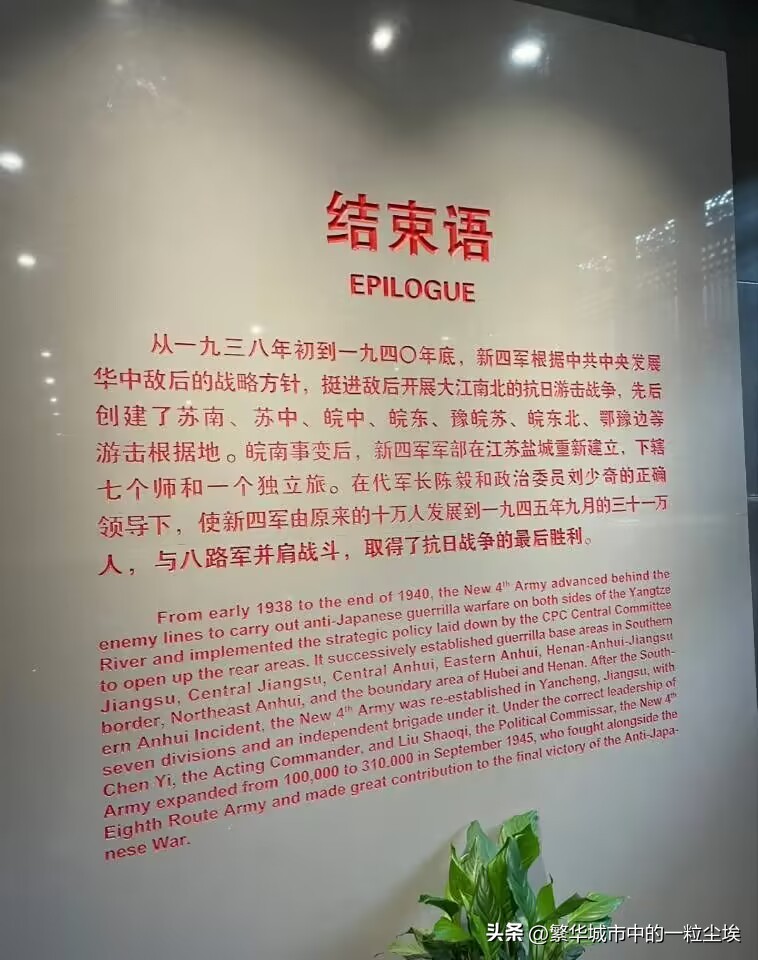 结束语
EPILOGUE
从一九三八年初到一九四〇年底，新四军根据中共中央发展
华中敌后的战略方针，挺进敌后开展大江南北的抗日游击战争，先后
创建了苏南、苏中、皖中、皖东、豫皖苏、皖东北、鄂豫边等
游击根据地。皖南事变后，新四军军部在江苏盐城重新建立，下辖
七个师和一个独立旅。在代军长陈毅和政治委员刘少奇的正确
领导下，使新四军由原来的十万人发展到一九四五年九月的三十一万
人，与八路军并肩战斗，取得了抗日战争的最后胜利。
From early 1938 to the end of 1940, the New 4th Army advanced behind the
enemy lines to carry out anti-Japanese guerrilla warfare on both sides of the Yangtze
River and implemented the strategic policy laid down by the CPC Central Committee
to open up the rear areas. It successively established guerrilla base areas in Southern
Jiangsu, Central Jiangsu, Central Anhui, Eastern Anhui, Henan-Anhui-Jiangsu
border, Northeast Anhui, and the boundary area of Hubei and Henan. After the South-
ern Anhui Incident, the New 4th Army was re-established in Yancheng, Jiangsu, with
seven divisions and an independent brigade under it. Under the correct leadership of
Chen Yi, the Acting Commander, and Liu Shaoqi, the Political Commissar, the New 4th
Army expanded from 100,000 to 310.000 in September 1945, who fought alongside the
Eighth Route Army and made great contribution to the final victory of the Anti-Japa-
nese War.
头条 @繁华城市中的一粒尘埃